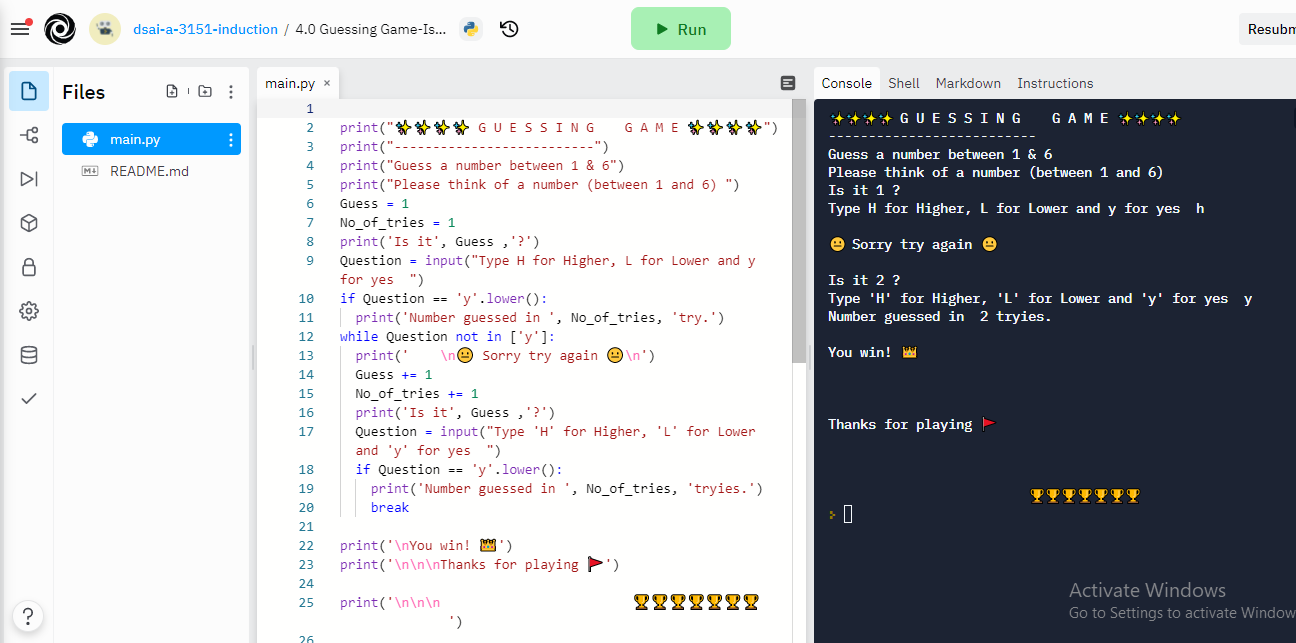 dsai-a-3151-induction / 4.0 Guessing Game-Is...
Run
Resubm
Files
main.py
README.md
main.py ×
1
2 print("✨✨✨✨ G U E S S I N G   G A M E ✨✨✨✨")
3 print("--------------------------")
4 print("Guess a number between 1 & 6")
5 print("Please think of a number (between 1 and 6) ")
6 Guess = 1
7 No_of_tries = 1
8 print('Is it', Guess ,'?')
9 Question = input("Type H for Higher, L for Lower and y
for yes  ")
10 if Question == 'y'.lower():
11   print('Number guessed in ', No_of_tries, 'try.')
12 while Question not in ['y']:
13   print('    \n😐 Sorry try again 😐\n')
14   Guess += 1
15   No_of_tries += 1
16   print('Is it', Guess ,'?')
17   Question = input("Type 'H' for Higher, 'L' for Lower
and 'y' for yes  ")
18   if Question == 'y'.lower():
19     print('Number guessed in ', No_of_tries, 'tryies.')
20     break
21
22 print('\nYou win! 👑')
23 print('\n\n\nThanks for playing 🚩')
24
25 print('\n\n\n                         🏆🏆🏆🏆🏆🏆🏆
')
26
Console Shell Markdown Instructions
✨✨✨✨ G U E S S I N G   G A M E ✨✨✨✨
--------------------------
Guess a number between 1 & 6
Please think of a number (between 1 and 6)
Is it 1 ?
Type H for Higher, L for Lower and y for yes  h
😐 Sorry try again 😐
Is it 2 ?
Type 'H' for Higher, 'L' for Lower and 'y' for yes  y
Number guessed in  2 tryies.
You win! 👑
Thanks for playing 🚩
🏆🏆🏆🏆🏆🏆🏆
Activate Windows
Go to Settings to activate Window
?